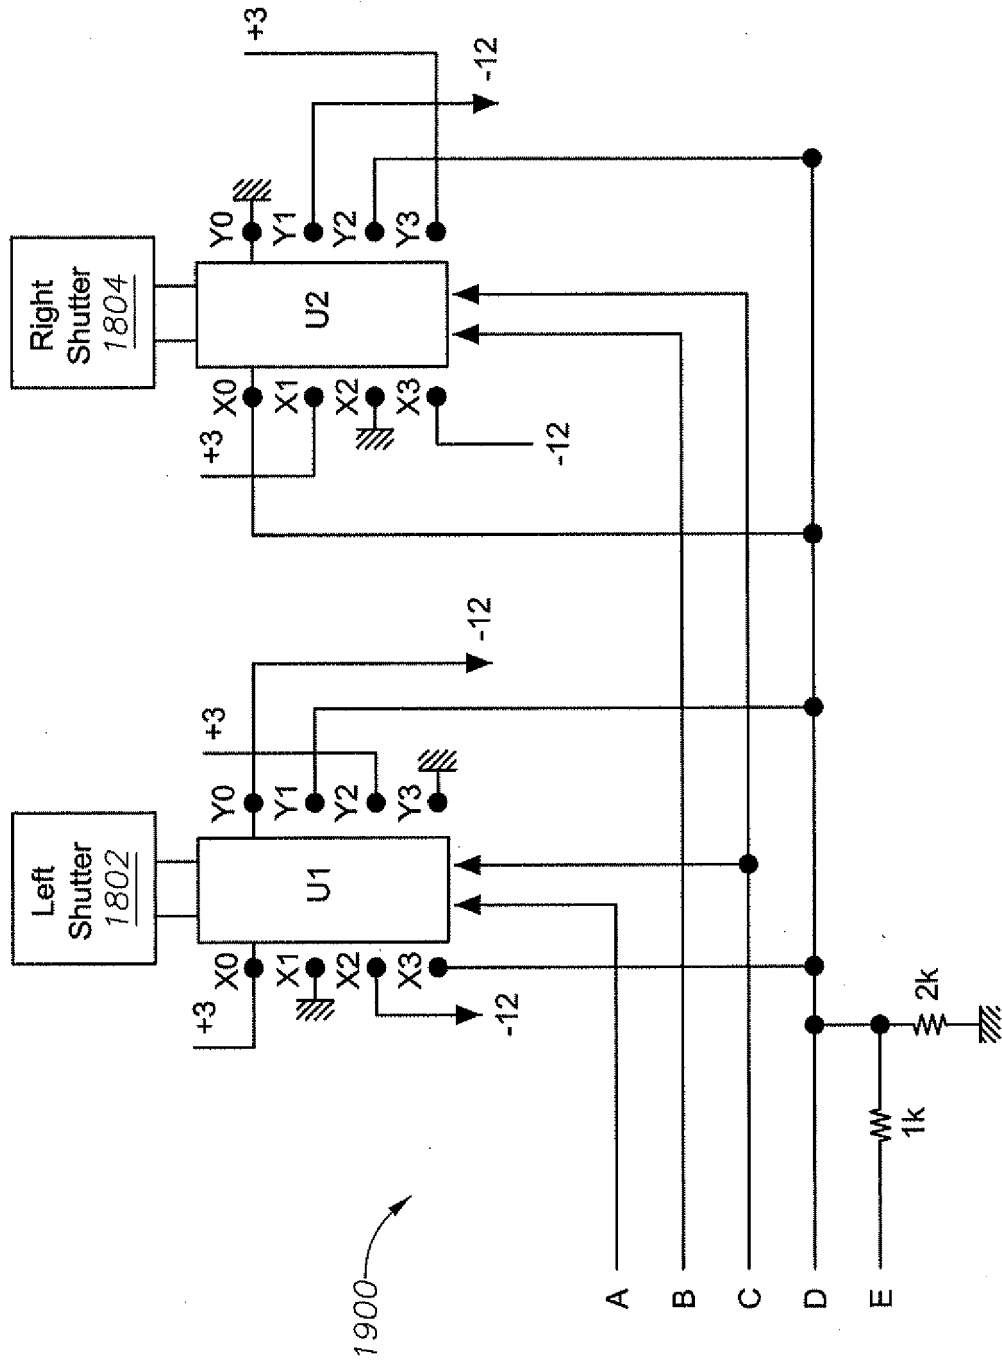 Left
Shutter
1802
Right
Shutter
1804
+3
X0
X1
X2
X3
-12
U1
Y0
Y1
Y2
Y3
+3
-12
+3
X0
X1
X2
X3
-12
U2
Y0
Y1
Y2
Y3
-12
+3
1900
A
B
C
D
E
1k
2k